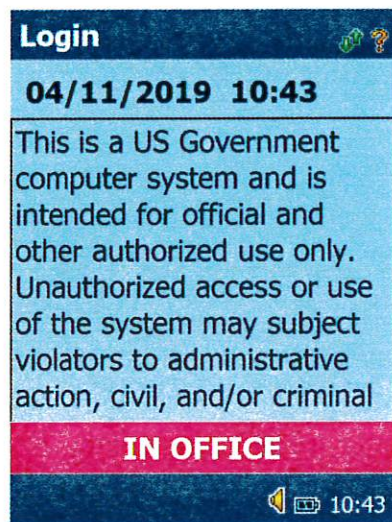 Login
04/11/2019 10:43
This is a US Government
computer system and is
intended for official and
other authorized use only.
Unauthorized access or use
of the system may subject
violators to administrative
action, civil, and/or criminal
IN OFFICE
10:43